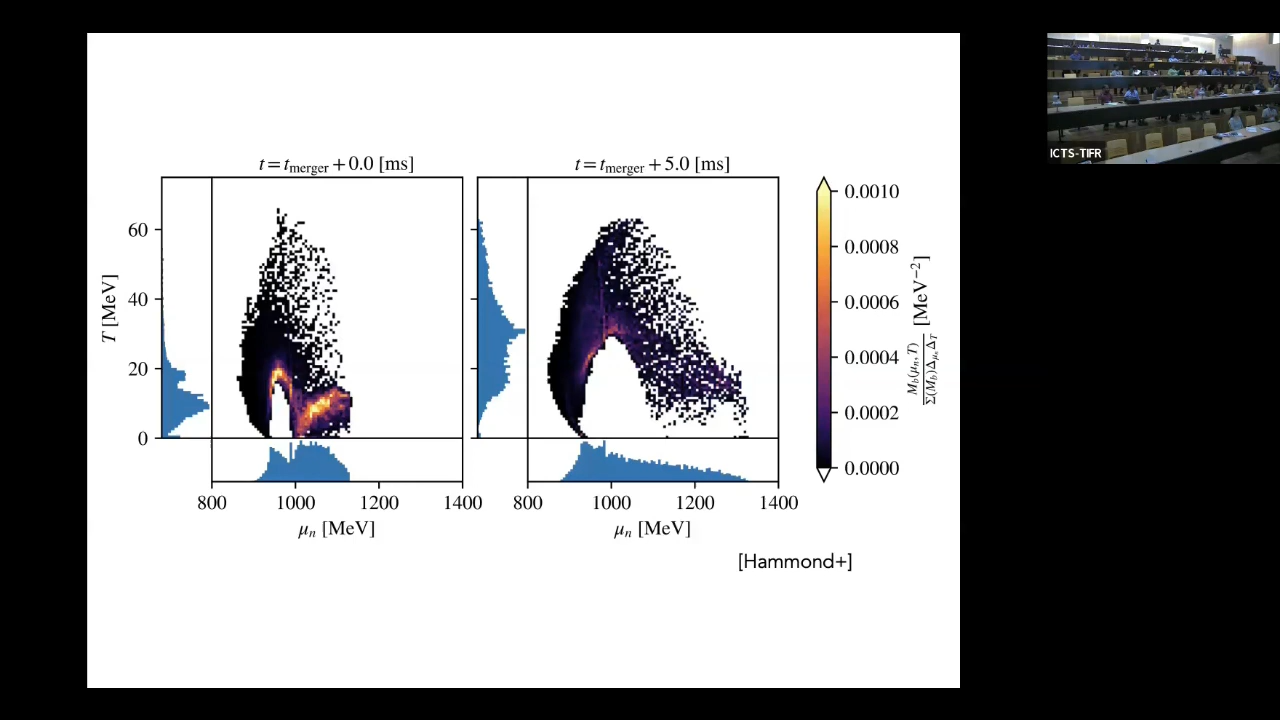 ICTS-TIFR
t = t_merger + 0.0 [ms]
t = t_merger + 5.0 [ms]
T [MeV]
60
40
20
0
800 1000 1200 1400
μ_n [MeV]
800 1000 1200 1400
μ_n [MeV]
0.0010
0.0008
0.0006
0.0004
0.0002
0.0000
M_b(μ_n,T) / Σ(M_b)Δ_μn Δ_T [MeV⁻²]
[Hammond+]